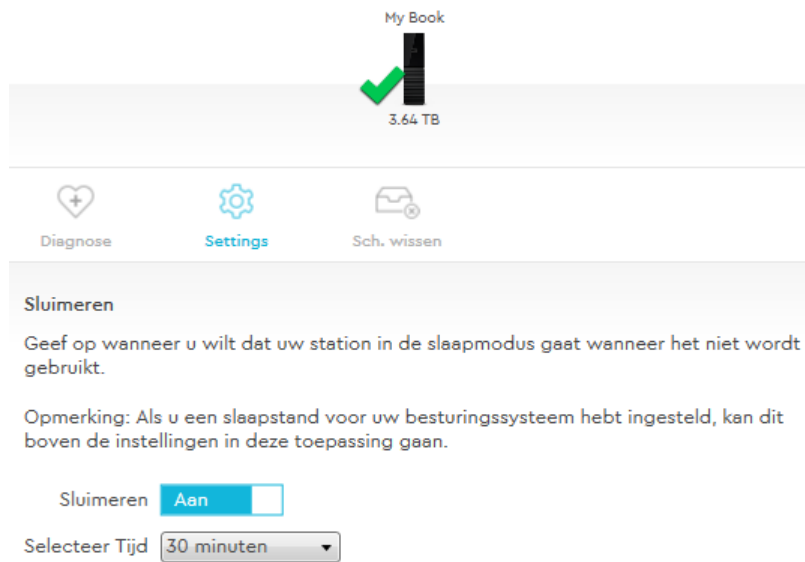 My Book
3.64 TB
Diagnose
Settings
Sch. wissen
Sluimeren
Geef op wanneer u wilt dat uw station in de slaapmodus gaat wanneer het niet wordt
gebruikt.
Opmerking: Als u een slaapstand voor uw besturingssysteem hebt ingesteld, kan dit
boven de instellingen in deze toepassing gaan.
Sluimeren Aan
Selecteer Tijd 30 minuten